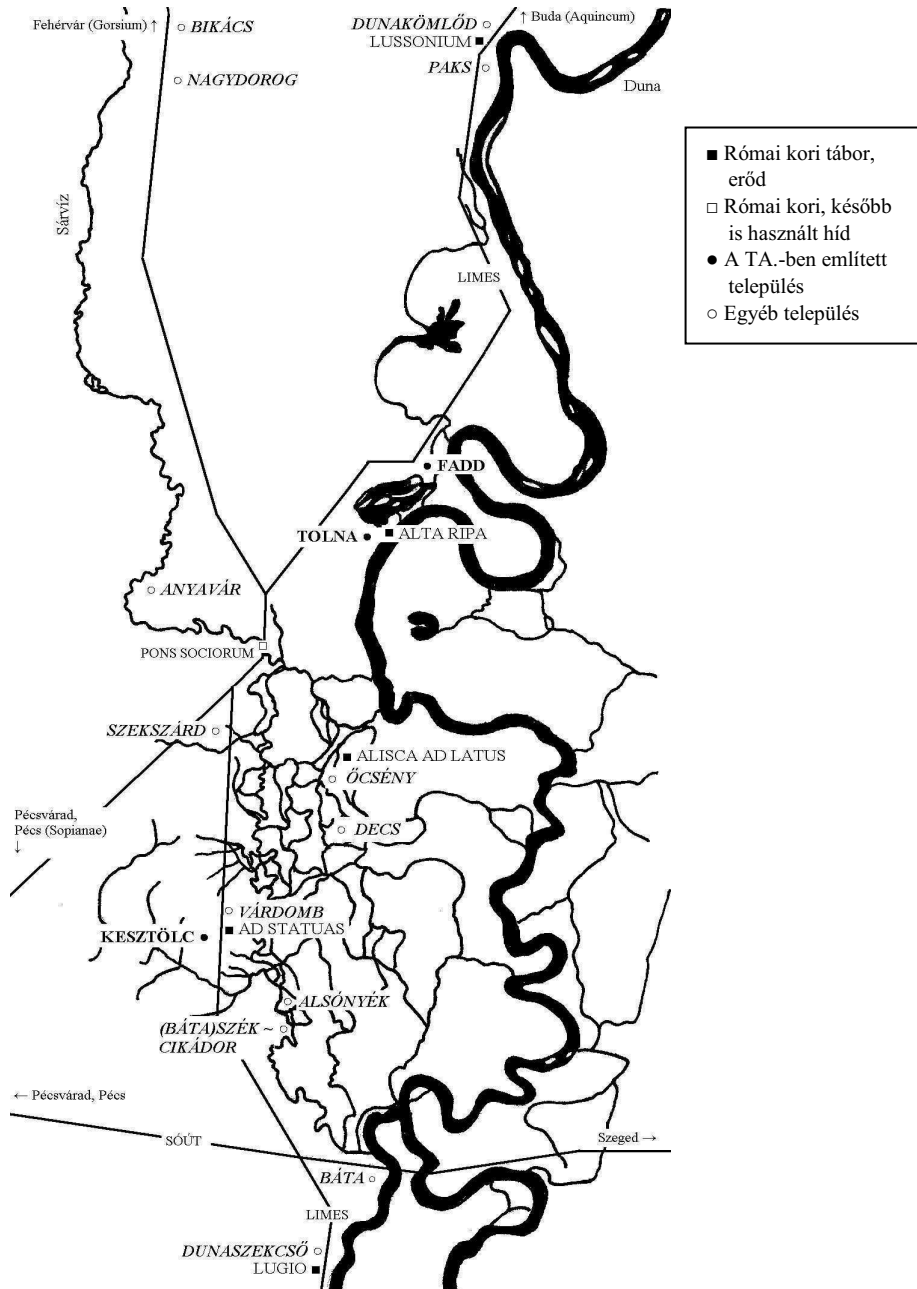 Fehérvár (Gorsium) ↑
BIKÁCS
DUNAKÖMLŐD
LUSSONIUM
↑ Buda (Aquincum)
NAGYDOROG
PAKS
Duna
■ Római kori tábor,
erőd
□ Római kori, később
is használt híd
● A TA.-ben említett
település
○ Egyéb település
Sárvíz
LIMES
FADD
TOLNA
ALTA RIPA
ANYAVÁR
PONS SOCIORUM
SZEKSZÁRD
ALISCA AD LATUS
ŐCSÉNY
Pécsvárad,
Pécs (Sopianae)
↓
DECS
VÁRDOMB
KESZTÖLC
AD STATUAS
ALSÓNYÉK
(BÁTA)SZÉK ~
CIKÁDOR
← Pécsvárad, Pécs
SÓÚT
Szeged →
BÁTA
LIMES
DUNASZEKCSŐ
LUGIO